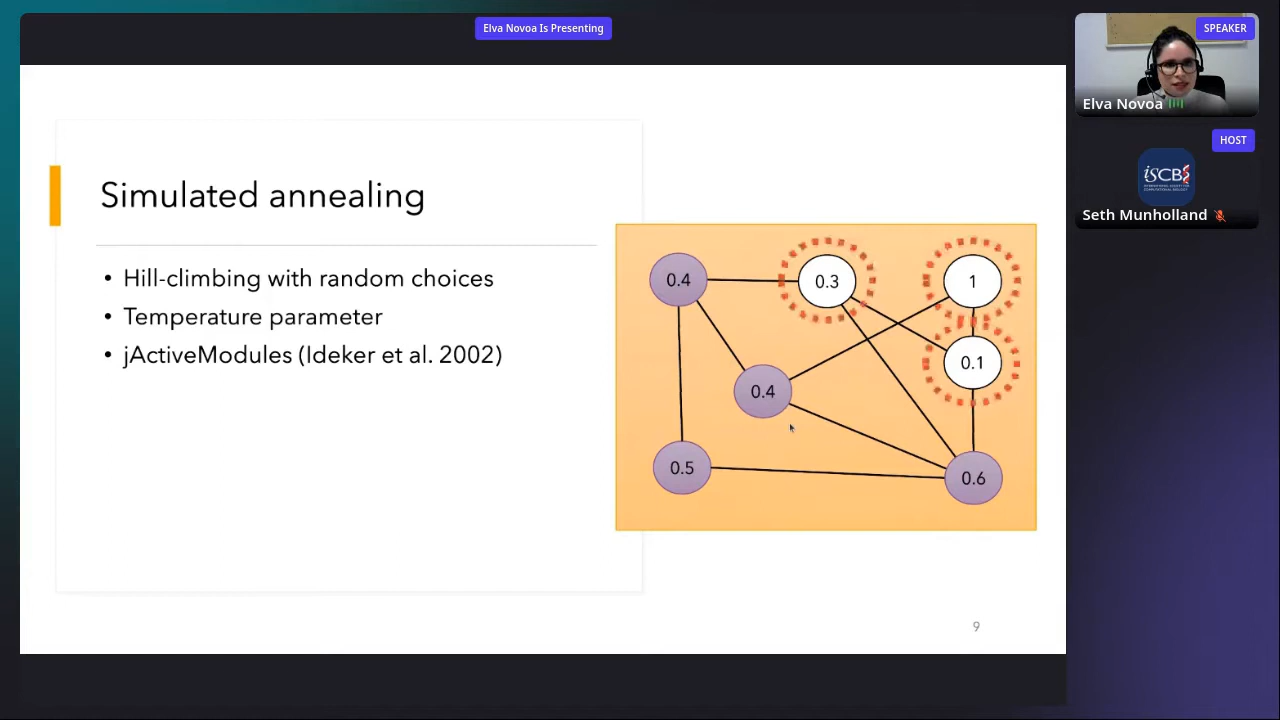 Elva Novoa Is Presenting
SPEAKER
Elva Novoa
HOST
iSCB
Seth Munholland
Simulated annealing
• Hill-climbing with random choices
• Temperature parameter
• jActiveModules (Ideker et al. 2002)
0.4
0.3
1
0.1
0.4
0.5
0.6
9